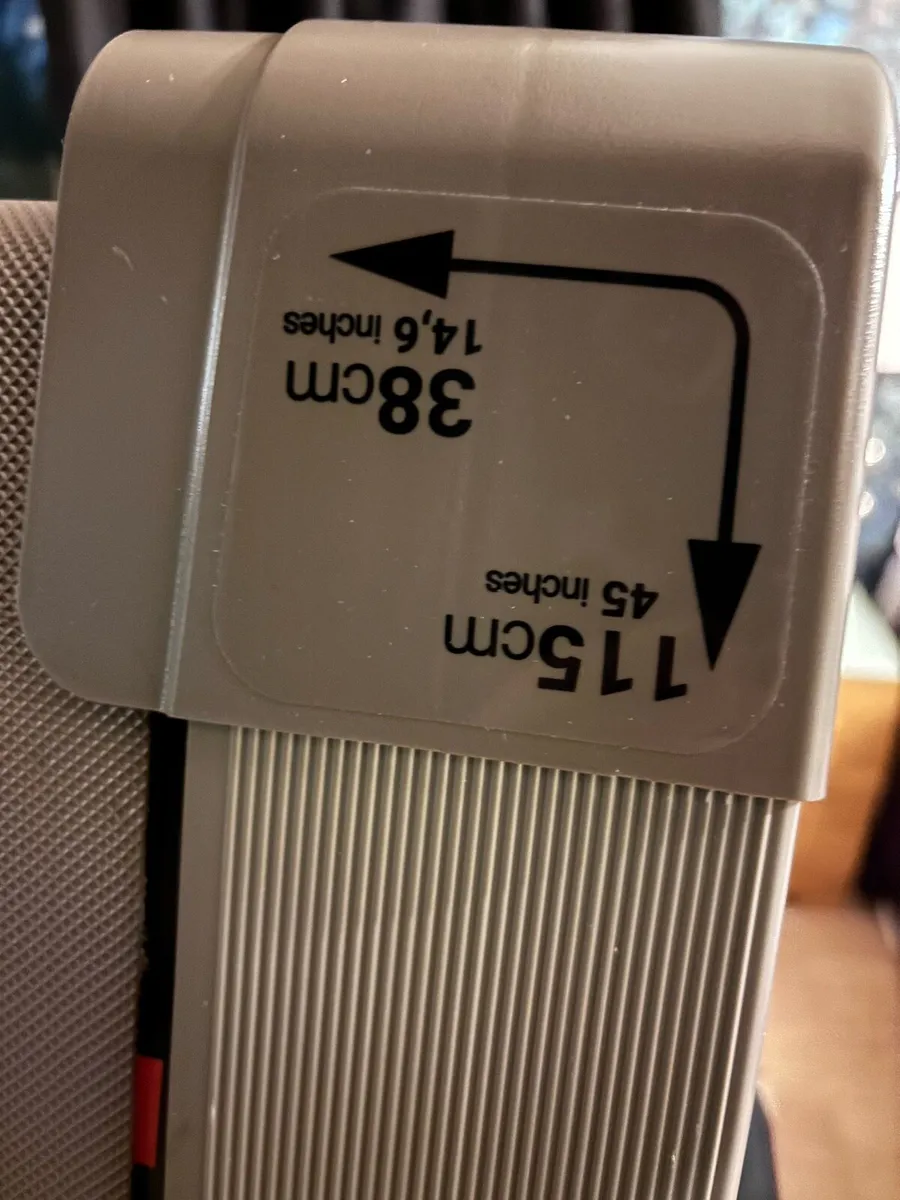 115cm
45 inches
38cm
14,6 inches